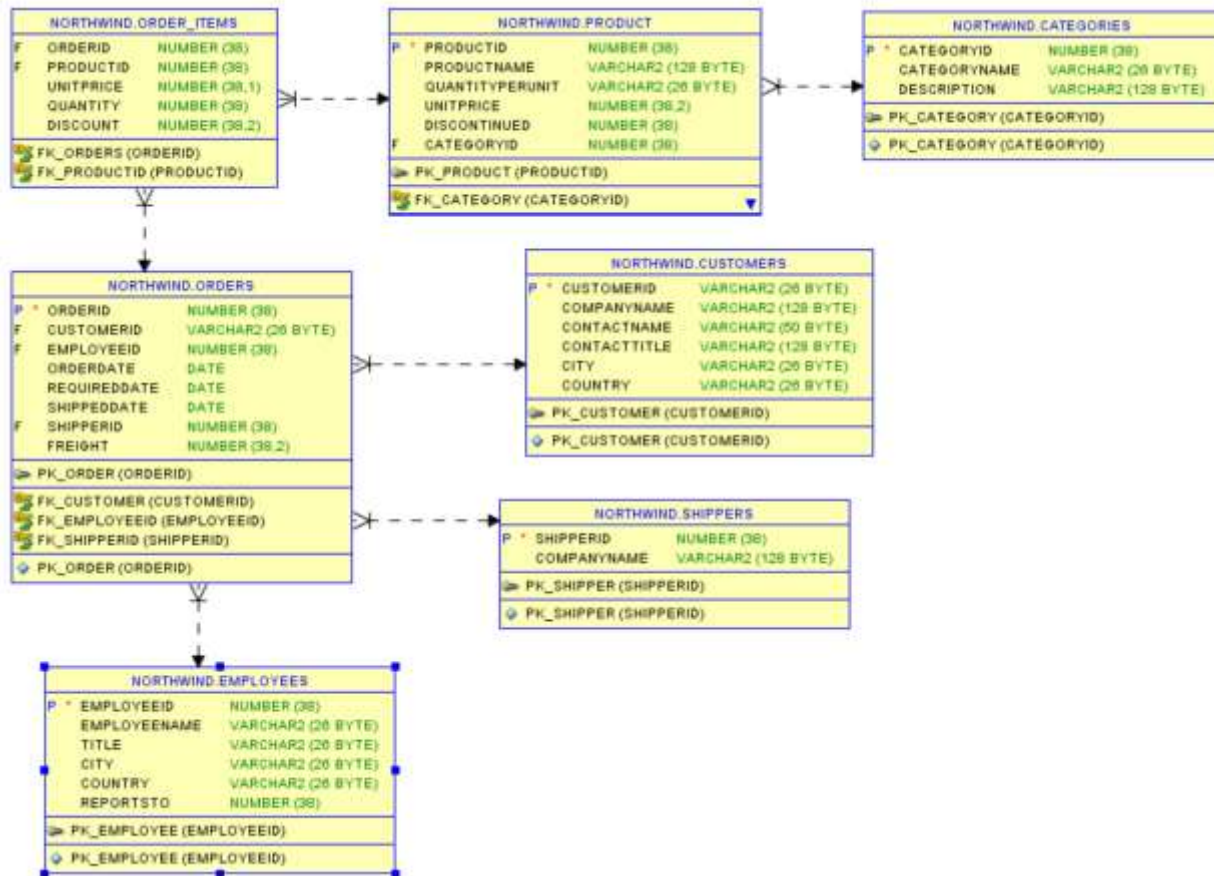 NORTHWIND.ORDER_ITEMS
F ORDERID NUMBER (38)
F PRODUCTID NUMBER (38)
UNITPRICE NUMBER (38,1)
QUANTITY NUMBER (38)
DISCOUNT NUMBER (38,2)
FK_ORDERS (ORDERID)
FK_PRODUCTID (PRODUCTID)
NORTHWIND.PRODUCT
P * PRODUCTID NUMBER (38)
PRODUCTNAME VARCHAR2 (128 BYTE)
QUANTITYPERUNIT VARCHAR2 (26 BYTE)
UNITPRICE NUMBER (38,2)
DISCONTINUED NUMBER (38)
F CATEGORYID NUMBER (38)
PK_PRODUCT (PRODUCTID)
FK_CATEGORY (CATEGORYID)
NORTHWIND.CATEGORIES
P * CATEGORYID NUMBER (38)
CATEGORYNAME VARCHAR2 (26 BYTE)
DESCRIPTION VARCHAR2 (128 BYTE)
PK_CATEGORY (CATEGORYID)
PK_CATEGORY (CATEGORYID)
NORTHWIND.ORDERS
P * ORDERID NUMBER (38)
F CUSTOMERID VARCHAR2 (26 BYTE)
F EMPLOYEEID NUMBER (38)
ORDERDATE DATE
REQUIREDDATE DATE
SHIPPEDDATE DATE
F SHIPPERID NUMBER (38)
FREIGHT NUMBER (38,2)
PK_ORDER (ORDERID)
FK_CUSTOMER (CUSTOMERID)
FK_EMPLOYEEID (EMPLOYEEID)
FK_SHIPPERID (SHIPPERID)
PK_ORDER (ORDERID)
NORTHWIND.CUSTOMERS
P * CUSTOMERID VARCHAR2 (26 BYTE)
COMPANYNAME VARCHAR2 (128 BYTE)
CONTACTNAME VARCHAR2 (50 BYTE)
CONTACTTITLE VARCHAR2 (128 BYTE)
CITY VARCHAR2 (26 BYTE)
COUNTRY VARCHAR2 (26 BYTE)
PK_CUSTOMER (CUSTOMERID)
PK_CUSTOMER (CUSTOMERID)
NORTHWIND.SHIPPERS
P * SHIPPERID NUMBER (38)
COMPANYNAME VARCHAR2 (128 BYTE)
PK_SHIPPER (SHIPPERID)
PK_SHIPPER (SHIPPERID)
NORTHWIND.EMPLOYEES
P * EMPLOYEEID NUMBER (38)
EMPLOYEENAME VARCHAR2 (26 BYTE)
TITLE VARCHAR2 (26 BYTE)
CITY VARCHAR2 (26 BYTE)
COUNTRY VARCHAR2 (26 BYTE)
REPORTSTO NUMBER (38)
PK_EMPLOYEE (EMPLOYEEID)
PK_EMPLOYEE (EMPLOYEEID)